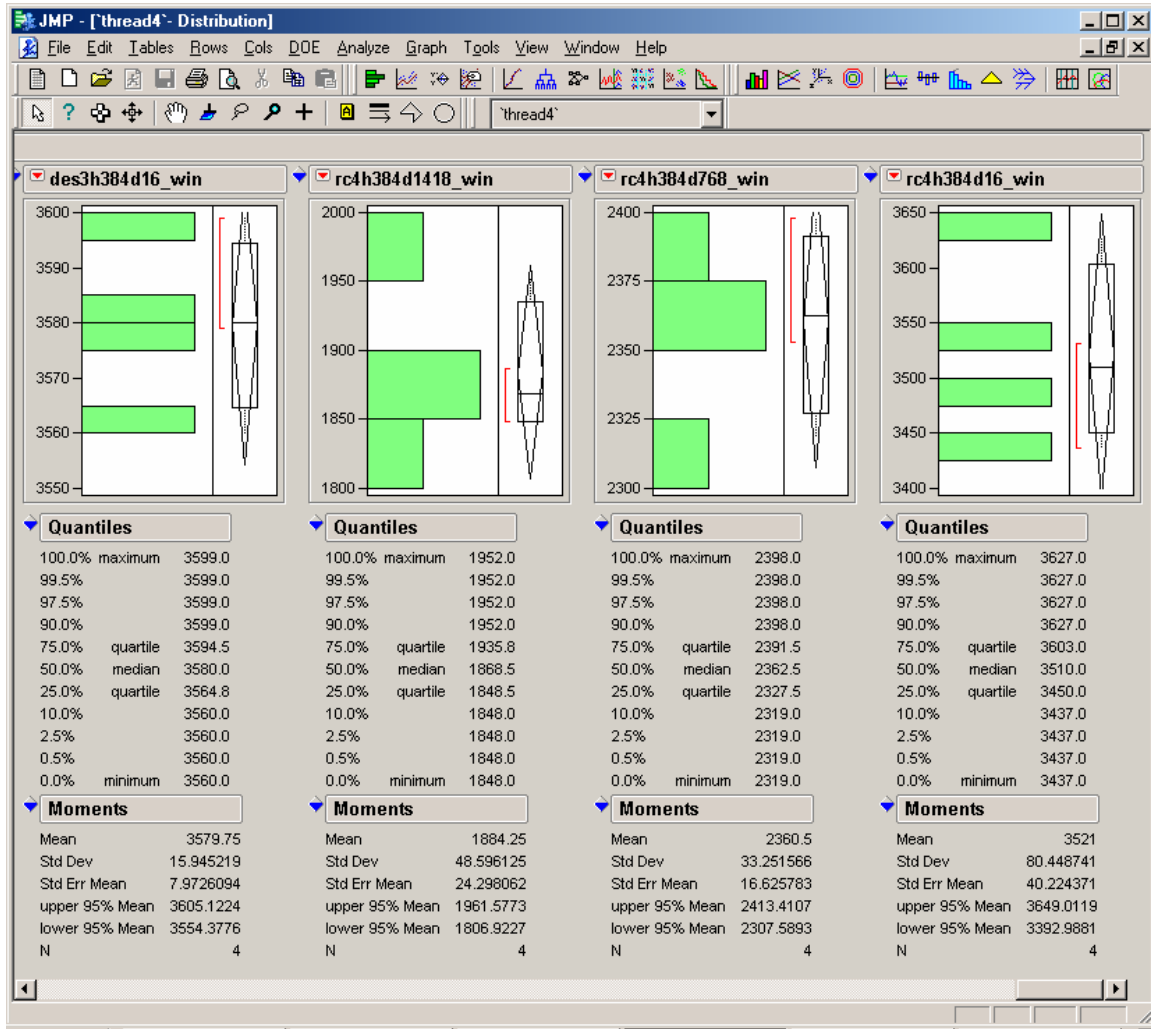 JMP - [`thread4`- Distribution]
File Edit Tables Rows Cols DOE Analyze Graph Tools View Window Help
`thread4`
des3h384d16_win
3600
3590
3580
3570
3560
3550
Quantiles
100.0% maximum 3599.0
99.5% 3599.0
97.5% 3599.0
90.0% 3599.0
75.0% quartile 3594.5
50.0% median 3580.0
25.0% quartile 3564.8
10.0% 3560.0
2.5% 3560.0
0.5% 3560.0
0.0% minimum 3560.0
Moments
Mean 3579.75
Std Dev 15.945219
Std Err Mean 7.9726094
upper 95% Mean 3605.1224
lower 95% Mean 3554.3776
N 4
rc4h384d1418_win
2000
1950
1900
1850
1800
Quantiles
100.0% maximum 1952.0
99.5% 1952.0
97.5% 1952.0
90.0% 1952.0
75.0% quartile 1935.8
50.0% median 1868.5
25.0% quartile 1848.5
10.0% 1848.0
2.5% 1848.0
0.5% 1848.0
0.0% minimum 1848.0
Moments
Mean 1884.25
Std Dev 48.596125
Std Err Mean 24.298062
upper 95% Mean 1961.5773
lower 95% Mean 1806.9227
N 4
rc4h384d768_win
2400
2375
2350
2325
2300
Quantiles
100.0% maximum 2398.0
99.5% 2398.0
97.5% 2398.0
90.0% 2398.0
75.0% quartile 2391.5
50.0% median 2362.5
25.0% quartile 2327.5
10.0% 2319.0
2.5% 2319.0
0.5% 2319.0
0.0% minimum 2319.0
Moments
Mean 2360.5
Std Dev 33.251566
Std Err Mean 16.625783
upper 95% Mean 2413.4107
lower 95% Mean 2307.5893
N 4
rc4h384d16_win
3650
3600
3550
3500
3450
3400
Quantiles
100.0% maximum 3627.0
99.5% 3627.0
97.5% 3627.0
90.0% 3627.0
75.0% quartile 3603.0
50.0% median 3510.0
25.0% quartile 3450.0
10.0% 3437.0
2.5% 3437.0
0.5% 3437.0
0.0% minimum 3437.0
Moments
Mean 3521
Std Dev 80.448741
Std Err Mean 40.224371
upper 95% Mean 3649.0119
lower 95% Mean 3392.9881
N 4